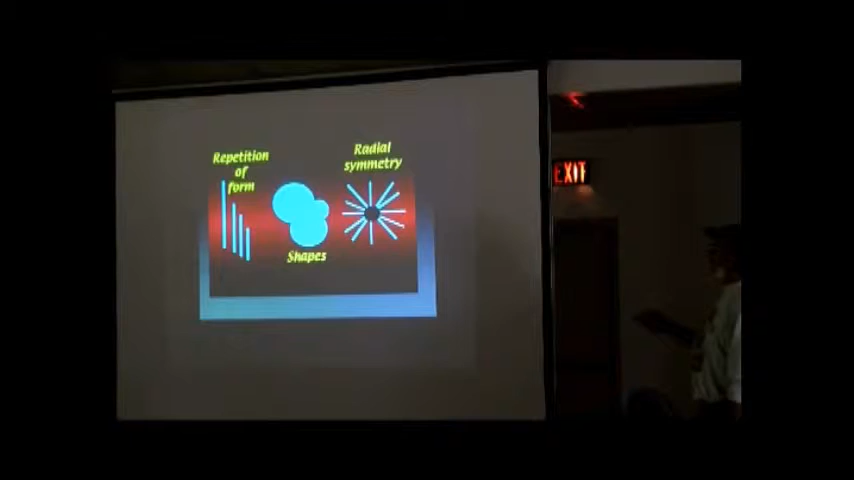 Repetition
of
form
Radial
symmetry
Shapes
EXIT